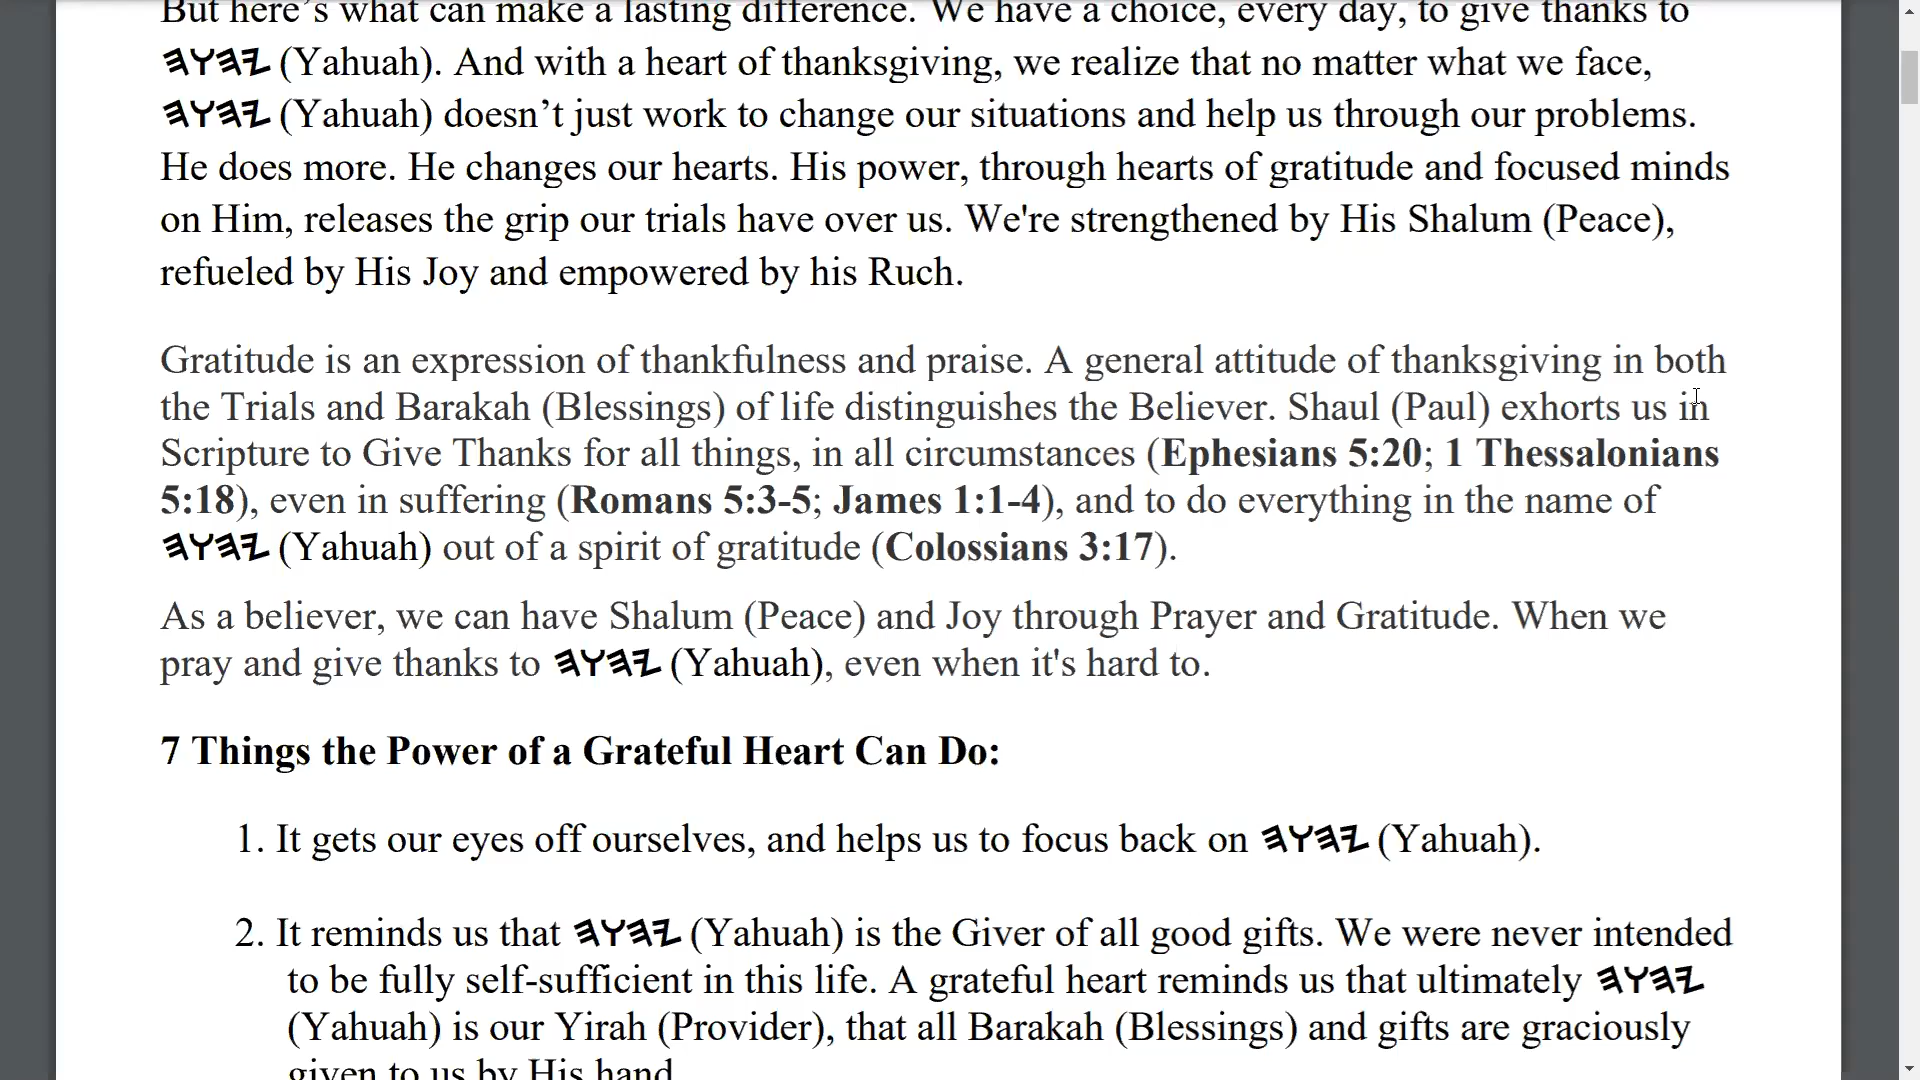 But here’s what can make a lasting difference. We have a choice, every day, to give thanks to
𐤉𐤄𐤅𐤄 (Yahuah). And with a heart of thanksgiving, we realize that no matter what we face,
𐤉𐤄𐤅𐤄 (Yahuah) doesn’t just work to change our situations and help us through our problems.
He does more. He changes our hearts. His power, through hearts of gratitude and focused minds
on Him, releases the grip our trials have over us. We're strengthened by His Shalum (Peace),
refueled by His Joy and empowered by his Ruch.
Gratitude is an expression of thankfulness and praise. A general attitude of thanksgiving in both
the Trials and Barakah (Blessings) of life distinguishes the Believer. Shaul (Paul) exhorts us in
Scripture to Give Thanks for all things, in all circumstances (Ephesians 5:20; 1 Thessalonians
5:18), even in suffering (Romans 5:3-5; James 1:1-4), and to do everything in the name of
𐤉𐤄𐤅𐤄 (Yahuah) out of a spirit of gratitude (Colossians 3:17).
As a believer, we can have Shalum (Peace) and Joy through Prayer and Gratitude. When we
pray and give thanks to 𐤉𐤄𐤅𐤄 (Yahuah), even when it's hard to.
7 Things the Power of a Grateful Heart Can Do:
1. It gets our eyes off ourselves, and helps us to focus back on 𐤉𐤄𐤅𐤄 (Yahuah).
2. It reminds us that 𐤉𐤄𐤅𐤄 (Yahuah) is the Giver of all good gifts. We were never intended
to be fully self-sufficient in this life. A grateful heart reminds us that ultimately 𐤉𐤄𐤅𐤄
(Yahuah) is our Yirah (Provider), that all Barakah (Blessings) and gifts are graciously
given to us by His hand.